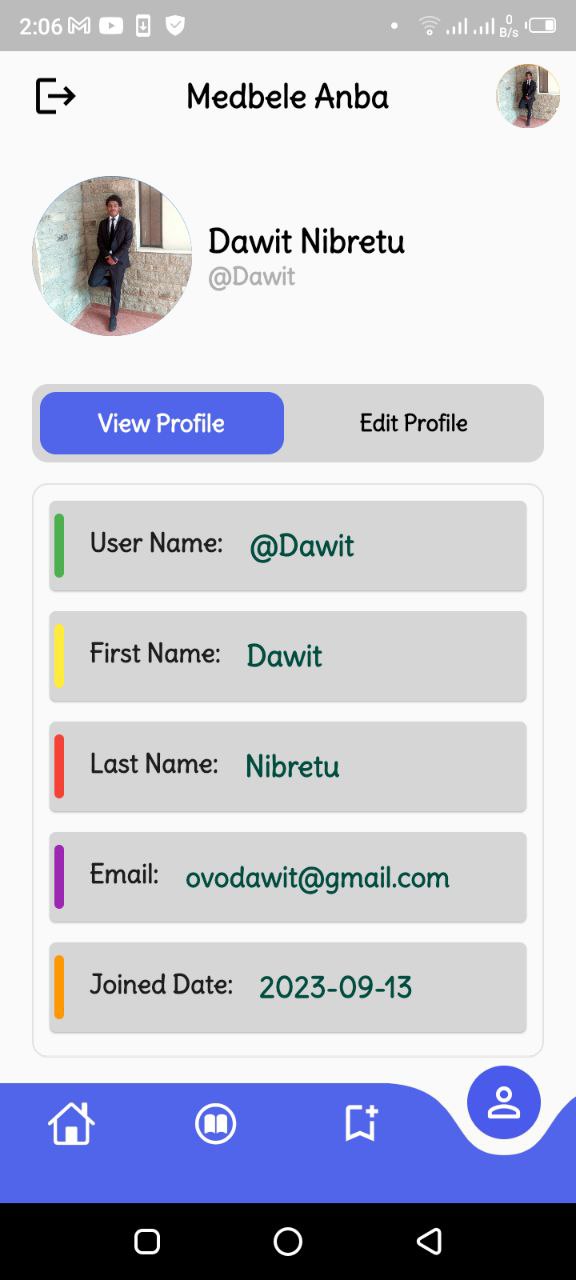 2:06
0
B/s
Medbele Anba
Dawit Nibretu
@Dawit
View Profile
Edit Profile
User Name: @Dawit
First Name: Dawit
Last Name: Nibretu
Email: ovodawit@gmail.com
Joined Date: 2023-09-13